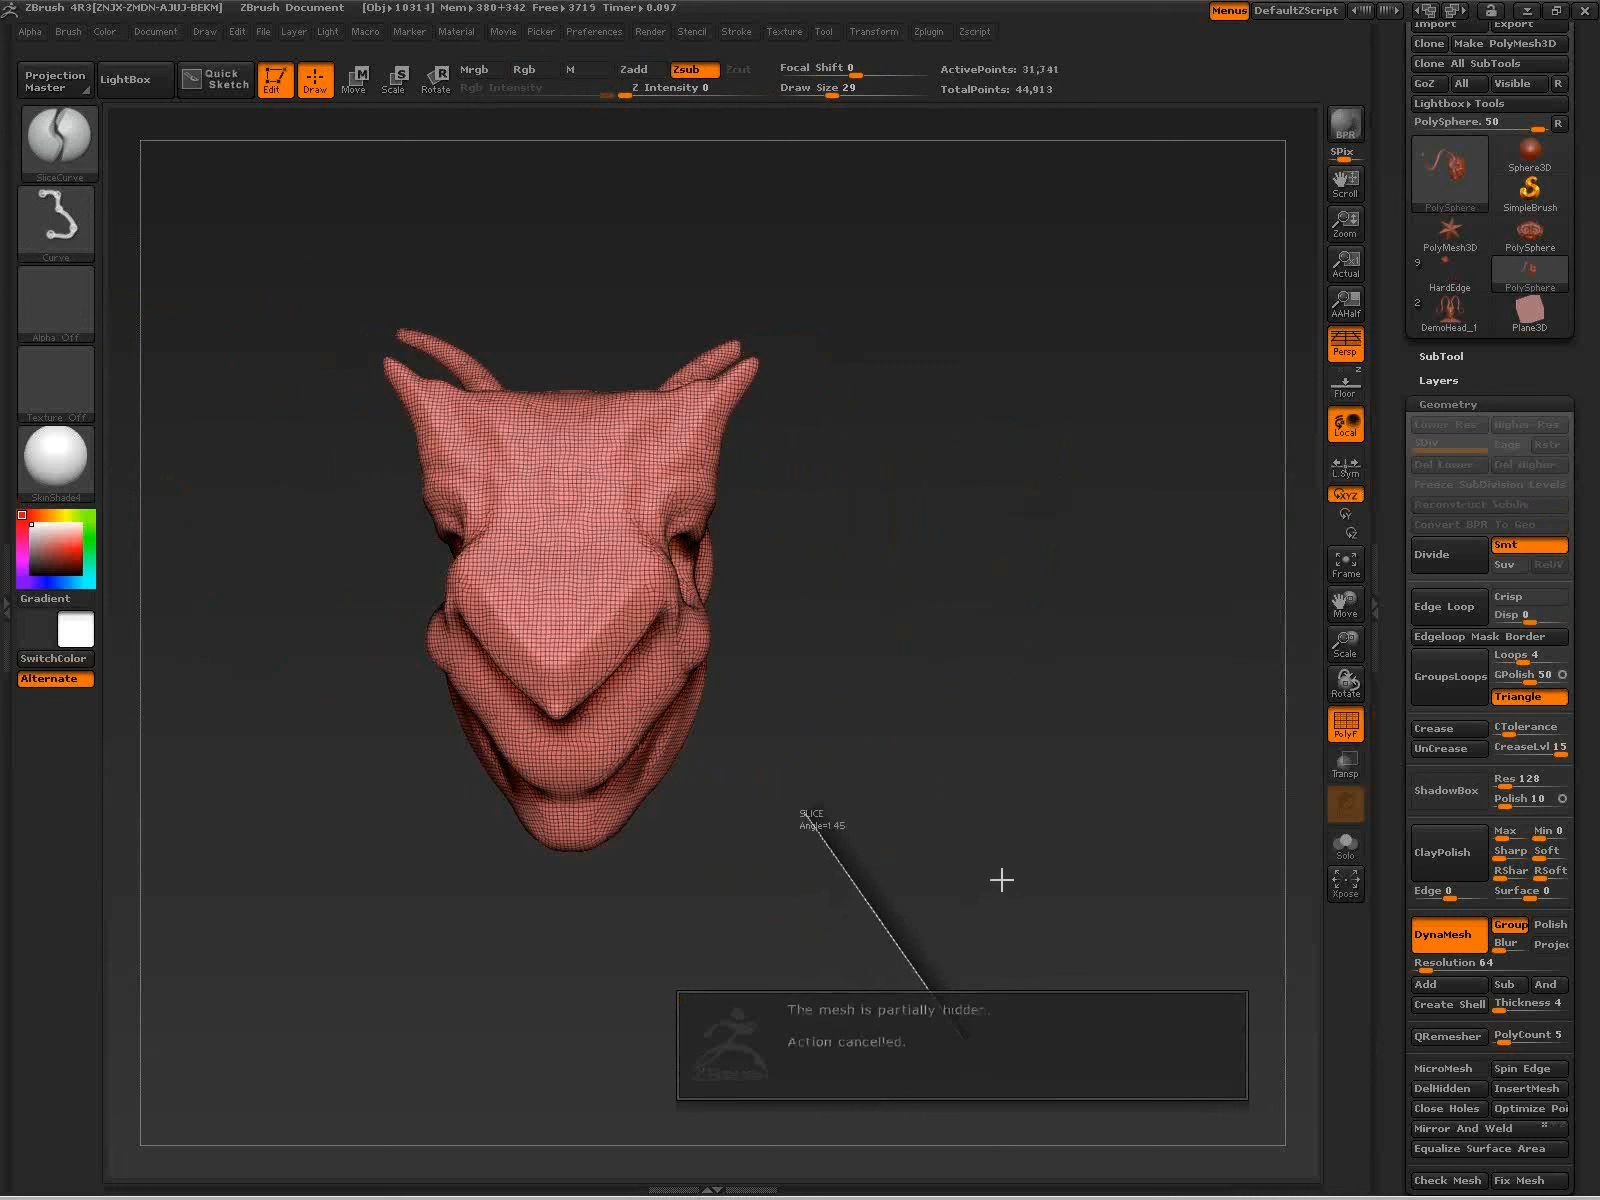 ZBrush 4R3[ZNJX-ZMDN-AJUJ-BEKM] ZBrush Document [Obj▸10314] Mem▸380+342 Free▸3715 Timer▸0.097
Menus DefaultZScript
Alpha Brush Color Document Draw Edit File Layer Light Macro Marker Material Movie Picker Preferences Render Stencil Stroke Texture Tool Transform Zplugin Zscript
Projection Master
LightBox
Quick Sketch
Edit
Draw
Move
Scale
Rotate
Mrgb Rgb M
Rgb Intensity
Zadd Zsub Zcut
Z Intensity 0
Focal Shift 0
Draw Size 29
ActivePoints: 31,741
TotalPoints: 44,913
SliceCurve
Curve
Alpha Off
Texture Off
SkinShade4
Gradient
SwitchColor
Alternate
SLICE
Angle=145
The mesh is partially hidden.
Action cancelled.
BPR
SPix
Scroll
Zoom
Actual
AAHalf
Persp
Floor
Local
L.Sym
XYZ
Y
Z
Frame
Move
Scale
Rotate
PolyF
Transp
Solo
Xpose
Import Export
Clone Make PolyMesh3D
Clone All SubTools
GoZ All Visible R
Lightbox▸Tools
PolySphere. 50 R
PolySphere
Sphere3D
SimpleBrush
PolyMesh3D PolySphere
9
HardEdge PolySphere
2
DemoHead_1 Plane3D
SubTool
Layers
Geometry
Lower Res Higher Res
SDiv Cage Rstr
Del Lower Del Higher
Freeze SubDivision Levels
Reconstruct Subdiv
Convert BPR To Geo
Divide Smt
Suv ReUV
Edge Loop Crisp
Disp 0
Edgeloop Mask Border
GroupsLoops Loops 4
GPolish 50
Triangle
Crease CTolerance
UnCrease CreaseLvl 15
ShadowBox Res 128
Polish 10
ClayPolish Max Min 0
Sharp Soft
RShar RSoft
Edge 0 Surface 0
DynaMesh Group Polish
Blur Projec
Resolution 64
Add Sub And
Create Shell Thickness 4
QRemesher PolyCount 5
MicroMesh Spin Edge
DelHidden InsertMesh
Close Holes Optimize Poi
Mirror And Weld
Equalize Surface Area
Check Mesh Fix Mesh